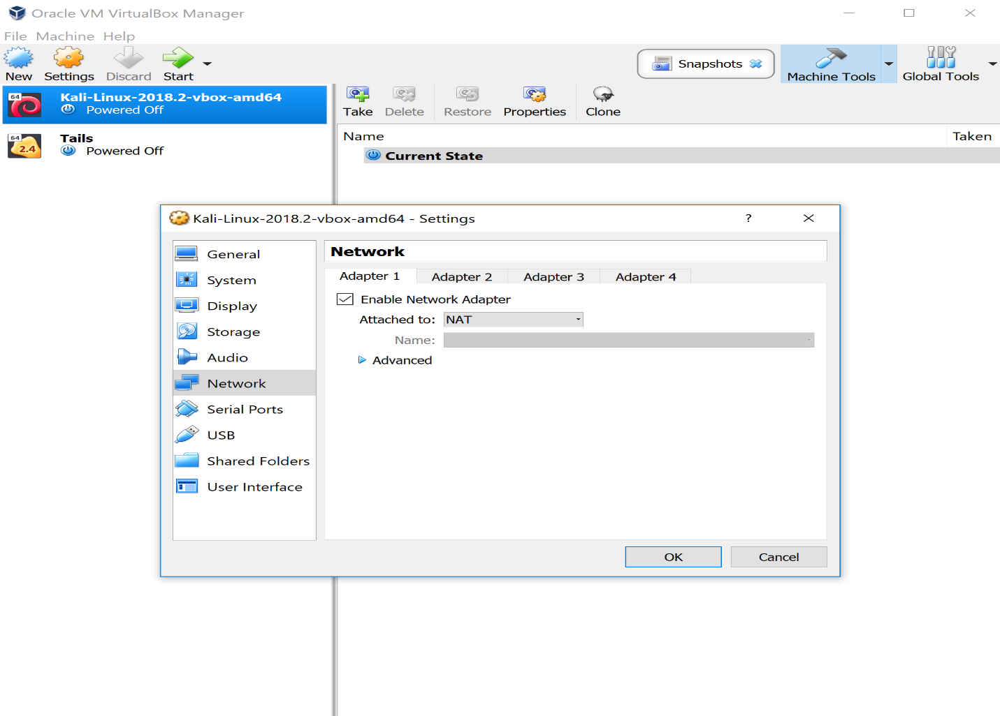 Oracle VM VirtualBox Manager
File Machine Help
New Settings Discard Start Snapshots Machine Tools Global Tools
64 Kali-Linux-2018.2-vbox-amd64
Powered Off
Take Delete Restore Properties Clone
64 2.4 Tails
Powered Off
Name Taken
Current State
Kali-Linux-2018.2-vbox-amd64 - Settings ?
General
System
Display
Storage
Audio
Network
Serial Ports
USB
Shared Folders
User Interface
Network
Adapter 1 Adapter 2 Adapter 3 Adapter 4
Enable Network Adapter
Attached to: NAT
Name:
Advanced
OK Cancel